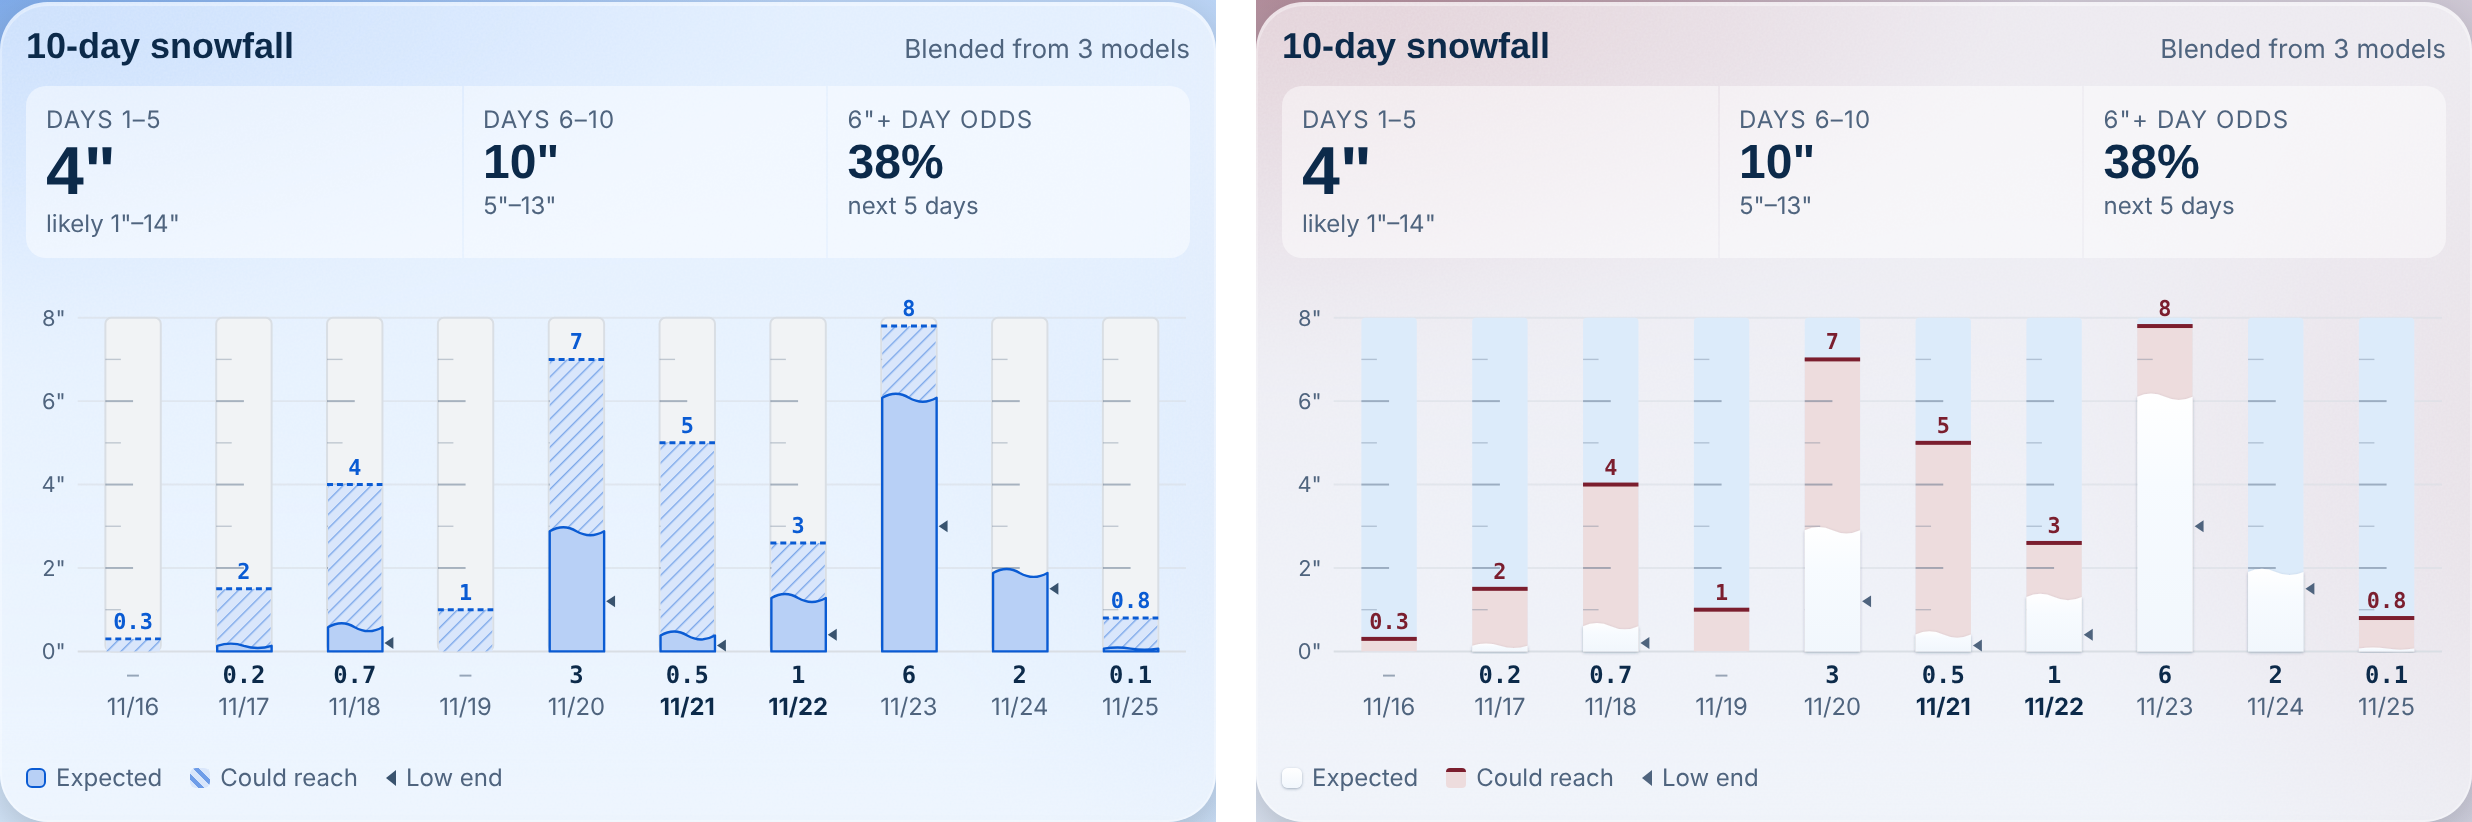 10-day snowfall
Blended from 3 models
DAYS 1–5
4"
likely 1"–14"
DAYS 6–10
10"
5"–13"
6"+ DAY ODDS
38%
next 5 days
8"
6"
4"
2"
0"
0.3
2
4
1
7
5
3
8
0.8
– 0.2 0.7 – 3 0.5 1 6 2 0.1
11/16 11/17 11/18 11/19 11/20 11/21 11/22 11/23 11/24 11/25
Expected Could reach Low end
10-day snowfall
Blended from 3 models
DAYS 1–5
4"
likely 1"–14"
DAYS 6–10
10"
5"–13"
6"+ DAY ODDS
38%
next 5 days
8"
6"
4"
2"
0"
0.3
2
4
1
7
5
3
8
0.8
– 0.2 0.7 – 3 0.5 1 6 2 0.1
11/16 11/17 11/18 11/19 11/20 11/21 11/22 11/23 11/24 11/25
Expected Could reach Low end